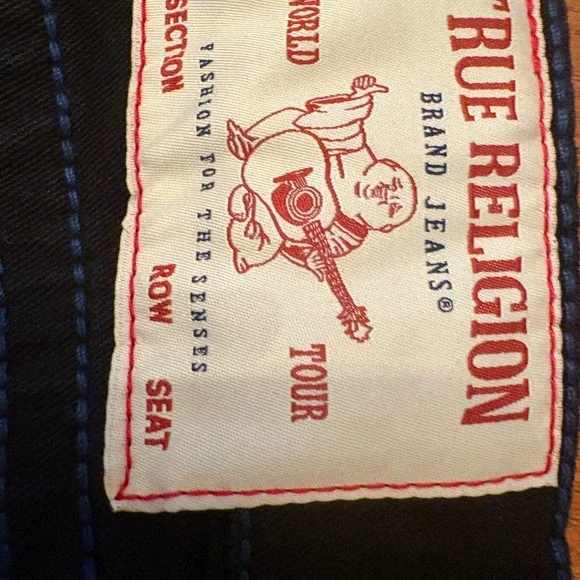 TRUE RELIGION
BRAND JEANS®
WORLD TOUR
FASHION FOR THE SENSES
SECTION ROW SEAT